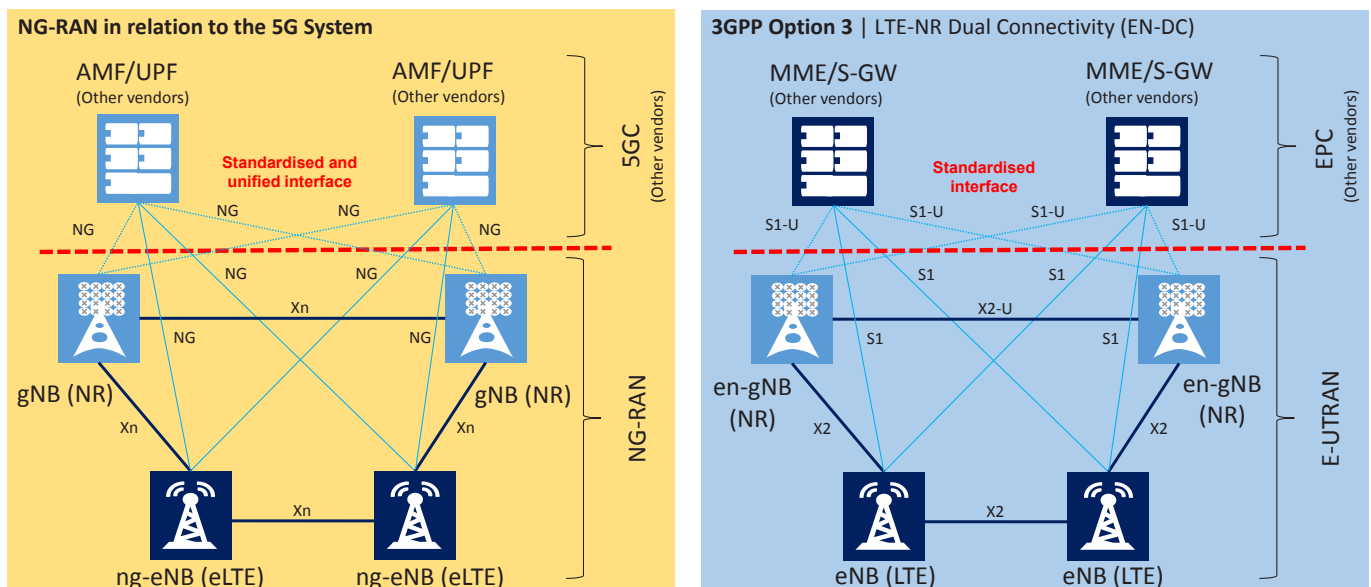 NG-RAN in relation to the 5G System
AMF/UPF
(Other vendors)
AMF/UPF
(Other vendors)
5GC
(Other vendors)
Standardised and
unified interface
NG
NG
NG
NG
NG
NG
NG
NG
Xn
gNB (NR)
gNB (NR)
Xn
Xn
NG-RAN
Xn
ng-eNB (eLTE)
ng-eNB (eLTE)
3GPP Option 3 | LTE-NR Dual Connectivity (EN-DC)
MME/S-GW
(Other vendors)
MME/S-GW
(Other vendors)
EPC
(Other vendors)
Standardised
interface
S1-U
S1-U
S1-U
S1-U
S1
S1
S1
S1
X2-U
en-gNB
(NR)
en-gNB
(NR)
X2
X2
E-UTRAN
X2
eNB (LTE)
eNB (LTE)